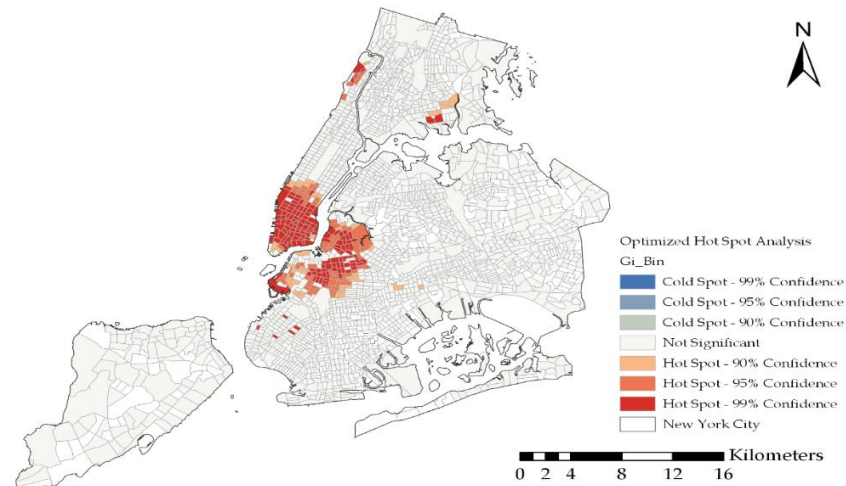 N
Optimized Hot Spot Analysis
Gi_Bin
Cold Spot - 99% Confidence
Cold Spot - 95% Confidence
Cold Spot - 90% Confidence
Not Significant
Hot Spot - 90% Confidence
Hot Spot - 95% Confidence
Hot Spot - 99% Confidence
New York City
Kilometers
0 2 4 8 12 16